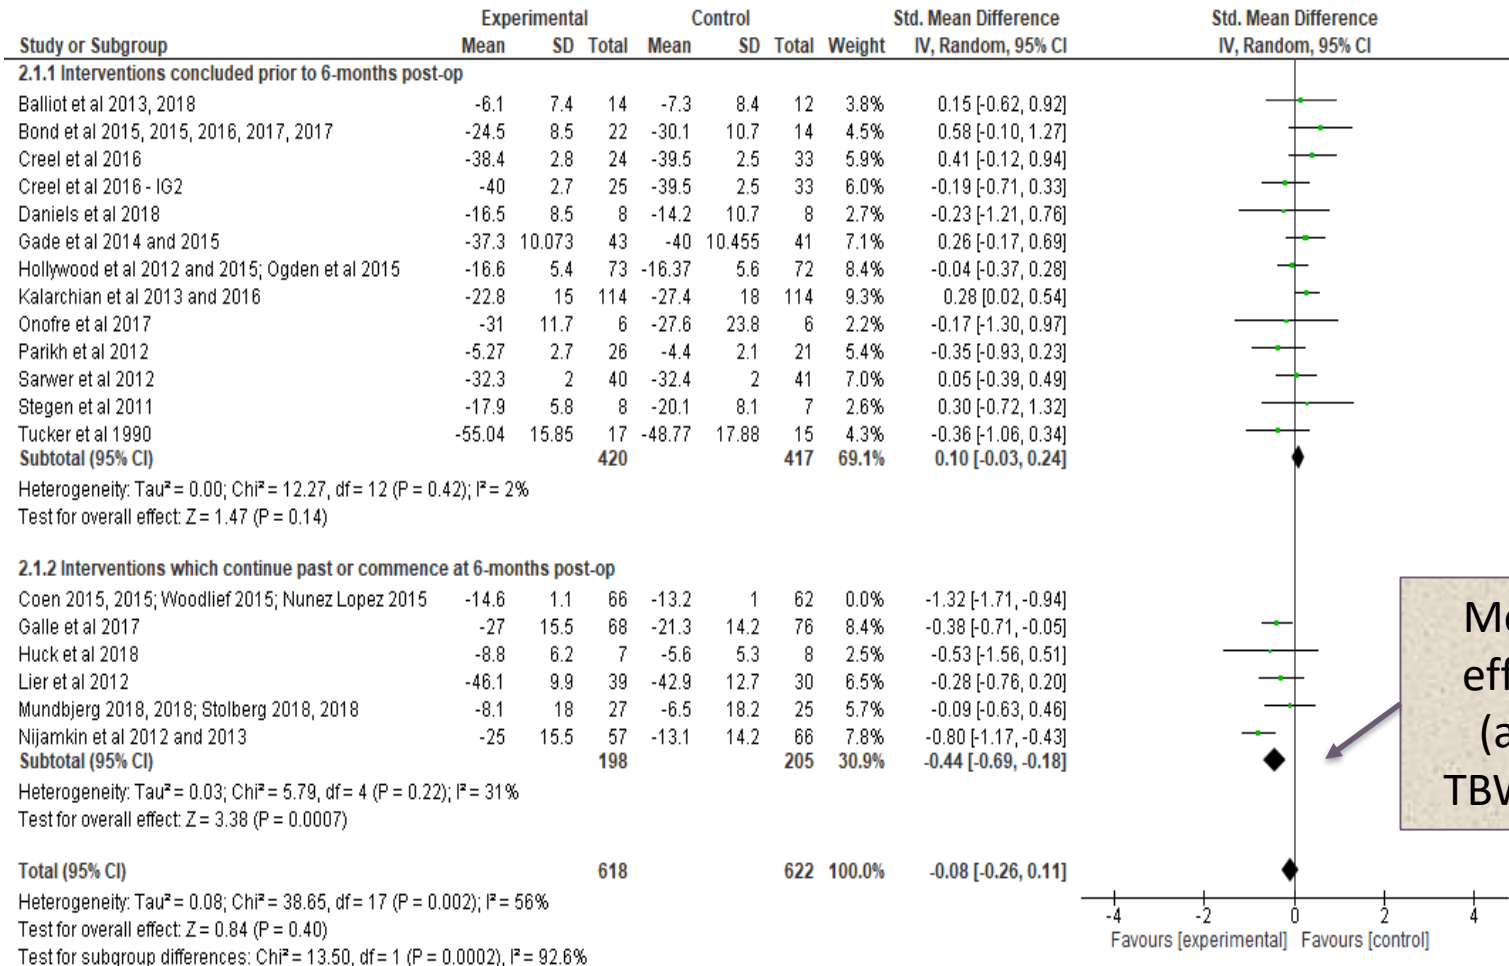 Experimental Control Std. Mean Difference Std. Mean Difference
Study or Subgroup Mean SD Total Mean SD Total Weight IV, Random, 95% CI IV, Random, 95% CI
2.1.1 Interventions concluded prior to 6-months post-op
Balliot et al 2013, 2018 -6.1 7.4 14 -7.3 8.4 12 3.8% 0.15 [-0.62, 0.92]
Bond et al 2015, 2015, 2016, 2017, 2017 -24.5 8.5 22 -30.1 10.7 14 4.5% 0.58 [-0.10, 1.27]
Creel et al 2016 -38.4 2.8 24 -39.5 2.5 33 5.9% 0.41 [-0.12, 0.94]
Creel et al 2016 - IG2 -40 2.7 25 -39.5 2.5 33 6.0% -0.19 [-0.71, 0.33]
Daniels et al 2018 -16.5 8.5 8 -14.2 10.7 8 2.7% -0.23 [-1.21, 0.76]
Gade et al 2014 and 2015 -37.3 10.073 43 -40 10.455 41 7.1% 0.26 [-0.17, 0.69]
Hollywood et al 2012 and 2015; Ogden et al 2015 -16.6 5.4 73 -16.37 5.6 72 8.4% -0.04 [-0.37, 0.28]
Kalarchian et al 2013 and 2016 -22.8 15 114 -27.4 18 114 9.3% 0.28 [0.02, 0.54]
Onofre et al 2017 -31 11.7 6 -27.6 23.8 6 2.2% -0.17 [-1.30, 0.97]
Parikh et al 2012 -5.27 2.7 26 -4.4 2.1 21 5.4% -0.35 [-0.93, 0.23]
Sarwer et al 2012 -32.3 2 40 -32.4 2 41 7.0% 0.05 [-0.39, 0.49]
Stegen et al 2011 -17.9 5.8 8 -20.1 8.1 7 2.6% 0.30 [-0.72, 1.32]
Tucker et al 1990 -55.04 15.85 17 -48.77 17.88 15 4.3% -0.36 [-1.06, 0.34]
Subtotal (95% CI) 420 417 69.1% 0.10 [-0.03, 0.24]
Heterogeneity: Tau² = 0.00; Chi² = 12.27, df = 12 (P = 0.42); I² = 2%
Test for overall effect: Z = 1.47 (P = 0.14)
2.1.2 Interventions which continue past or commence at 6-months post-op
Coen 2015, 2015; Woodlief 2015; Nunez Lopez 2015 -14.6 1.1 66 -13.2 1 62 0.0% -1.32 [-1.71, -0.94]
Galle et al 2017 -27 15.5 68 -21.3 14.2 76 8.4% -0.38 [-0.71, -0.05]
Huck et al 2018 -8.8 6.2 7 -5.6 5.3 8 2.5% -0.53 [-1.56, 0.51]
Lier et al 2012 -46.1 9.9 39 -42.9 12.7 30 6.5% -0.28 [-0.76, 0.20]
Mundbjerg 2018, 2018; Stolberg 2018, 2018 -8.1 18 27 -6.5 18.2 25 5.7% -0.09 [-0.63, 0.46]
Nijamkin et al 2012 and 2013 -25 15.5 57 -13.1 14.2 66 7.8% -0.80 [-1.17, -0.43]
Subtotal (95% CI) 198 205 30.9% -0.44 [-0.69, -0.18]
Heterogeneity: Tau² = 0.03; Chi² = 5.79, df = 4 (P = 0.22); I² = 31%
Test for overall effect: Z = 3.38 (P = 0.0007)
Total (95% CI) 618 622 100.0% -0.08 [-0.26, 0.11]
Heterogeneity: Tau² = 0.08; Chi² = 38.65, df = 17 (P = 0.002); I² = 56%
Test for overall effect: Z = 0.84 (P = 0.40)
Test for subgroup differences: Chi² = 13.50, df = 1 (P = 0.0002), I² = 92.6%
-4 -2 0 2 4
Favours [experimental] Favours [control]